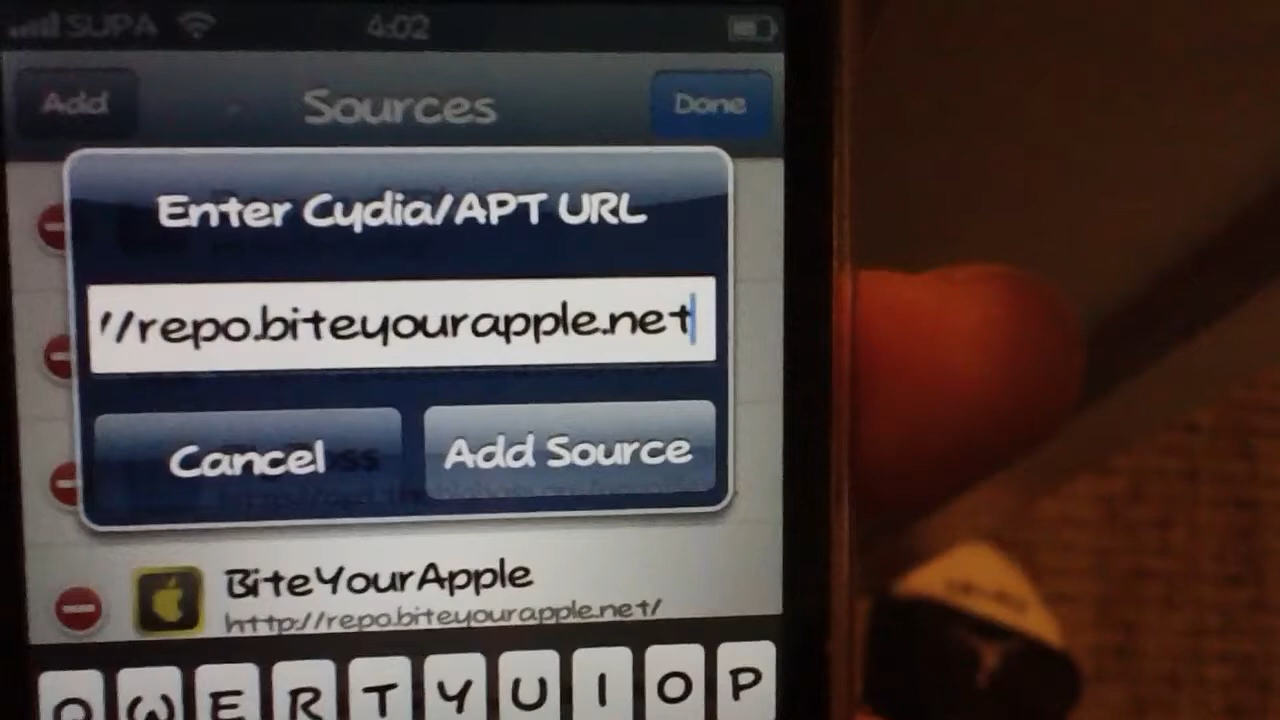 SUPA 4:02
Add Sources Done
Enter Cydia/APT URL
//repo.biteyourapple.net
Cancel Add Source
BiteYourApple
http://repo.biteyourapple.net/
Q W E R T Y U I O P